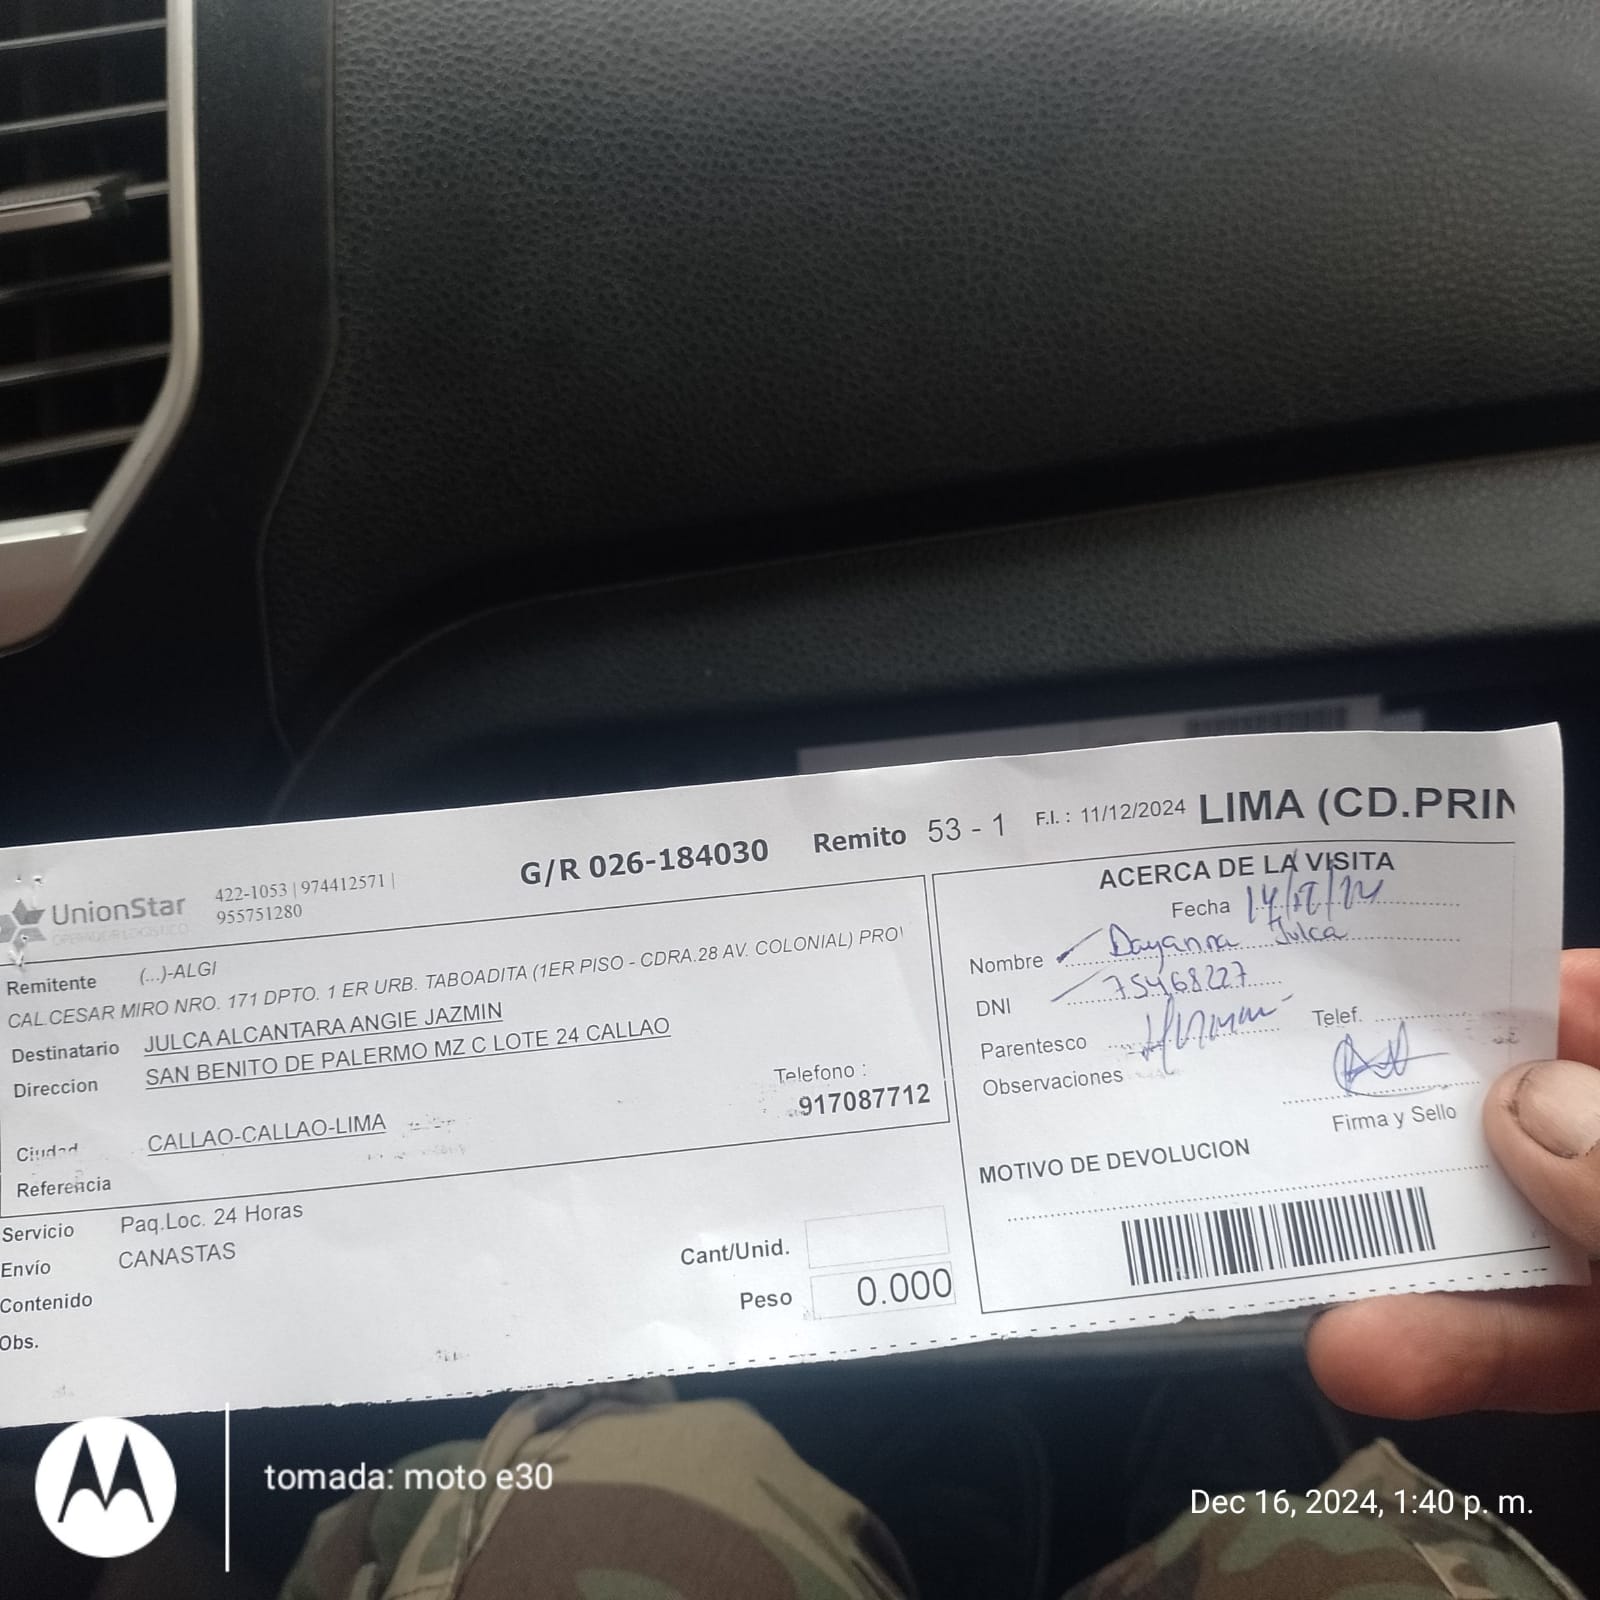 G/R 026-184030 Remito 53 - 1 F.I. : 11/12/2024 LIMA (CD.PRIN
UnionStar
OPERADOR LOGISTICO
422-1053 | 974412571 |
955751280
Remitente (...)-ALGI
CAL.CESAR MIRO NRO. 171 DPTO. 1 ER URB. TABOADITA (1ER PISO - CDRA.28 AV. COLONIAL) PRO
Destinatario JULCA ALCANTARA ANGIE JAZMIN
Direccion SAN BENITO DE PALERMO MZ C LOTE 24 CALLAO
Telefono :
917087712
Ciudad CALLAO-CALLAO-LIMA
Referencia
Servicio Paq.Loc. 24 Horas
Envío CANASTAS
Contenido
Obs.
Cant/Unid.
Peso 0.000
ACERCA DE LA VISITA
Fecha
Nombre Dayanna Julca
DNI 75468227
Parentesco
Telef.
Observaciones
Firma y Sello
MOTIVO DE DEVOLUCION
tomada: moto e30
Dec 16, 2024, 1:40 p. m.